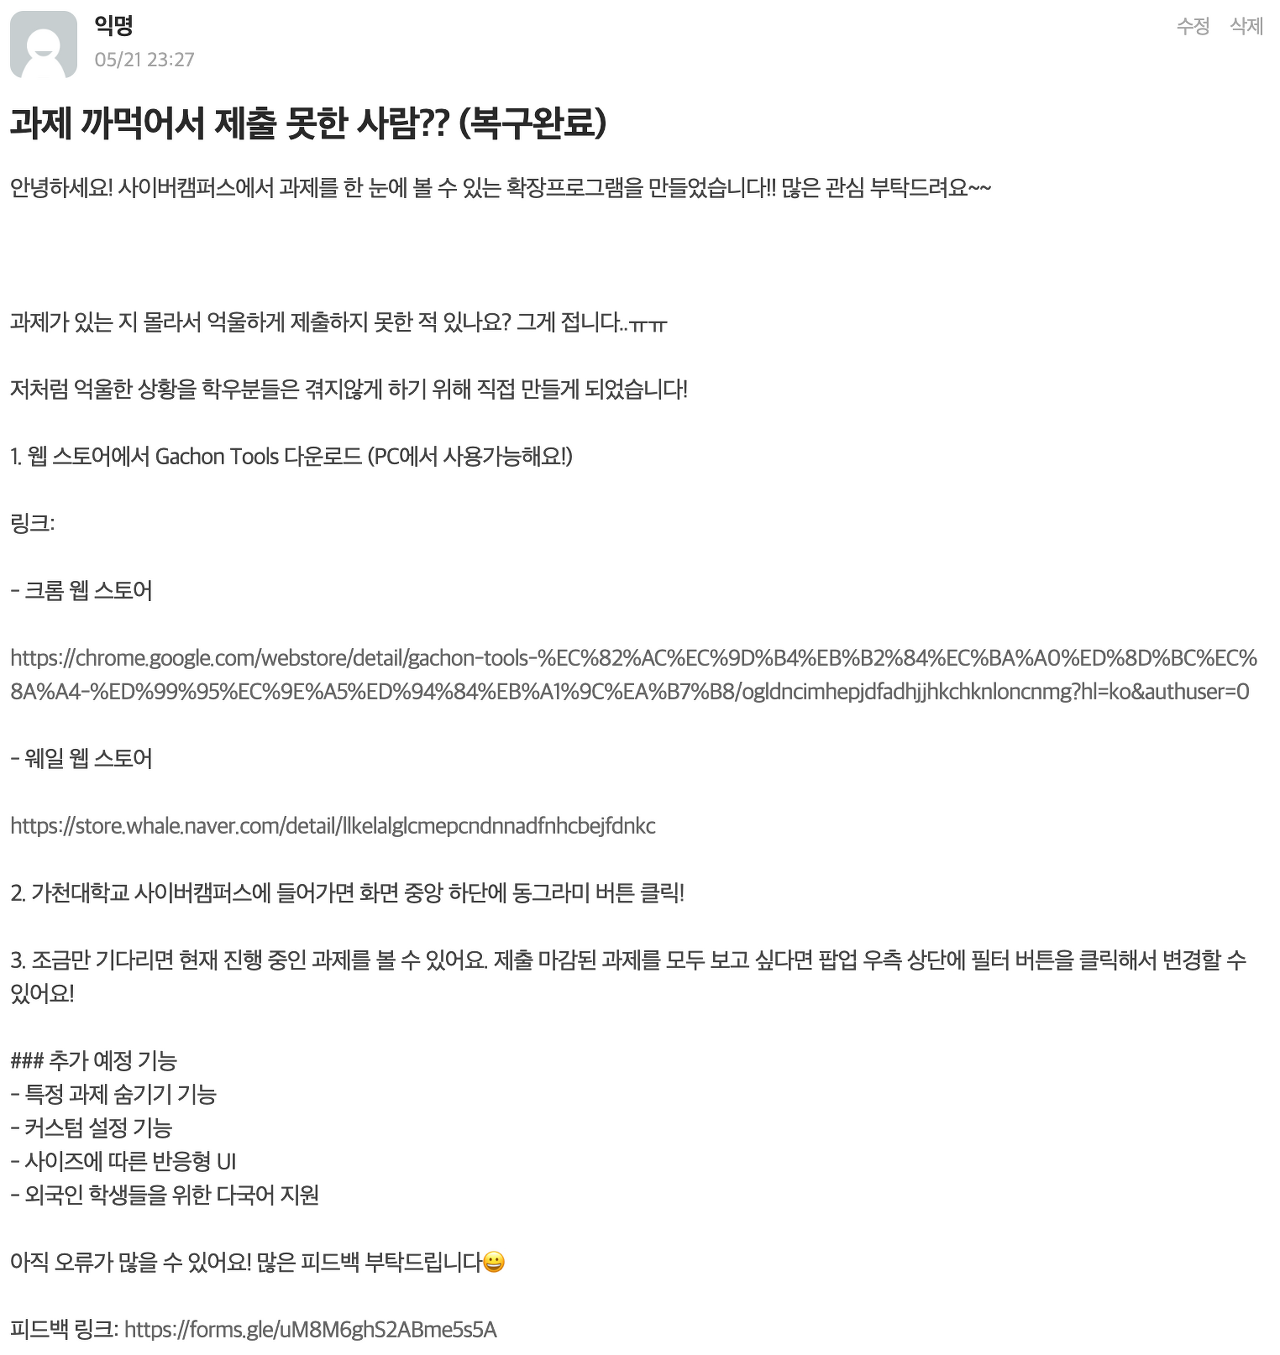 익명
수정 삭제
05/21 23:27
과제 까먹어서 제출 못한 사람?? (복구완료)
안녕하세요! 사이버캠퍼스에서 과제를 한 눈에 볼 수 있는 확장프로그램을 만들었습니다!! 많은 관심 부탁드려요~~
과제가 있는 지 몰라서 억울하게 제출하지 못한 적 있나요? 그게 접니다..ㅠㅠ
저처럼 억울한 상황을 학우분들은 겪지않게 하기 위해 직접 만들게 되었습니다!
1. 웹 스토어에서 Gachon Tools 다운로드 (PC에서 사용가능해요!)
링크:
- 크롬 웹 스토어
https://chrome.google.com/webstore/detail/gachon-tools-%EC%82%AC%EC%9D%B4%EB%B2%84%EC%BA%A0%ED%8D%BC%EC%
8A%A4-%ED%99%95%EC%9E%A5%ED%94%84%EB%A1%9C%EA%B7%B8/ogldncimhepjdfadhjjhkchknloncnmg?hl=ko&authuser=0
- 웨일 웹 스토어
https://store.whale.naver.com/detail/llkelalglcmepcndnnadfnhcbejfdnkc
2. 가천대학교 사이버캠퍼스에 들어가면 화면 중앙 하단에 동그라미 버튼 클릭!
3. 조금만 기다리면 현재 진행 중인 과제를 볼 수 있어요. 제출 마감된 과제를 모두 보고 싶다면 팝업 우측 상단에 필터 버튼을 클릭해서 변경할 수
있어요!
### 추가 예정 기능
- 특정 과제 숨기기 기능
- 커스텀 설정 기능
- 사이즈에 따른 반응형 UI
- 외국인 학생들을 위한 다국어 지원
아직 오류가 많을 수 있어요! 많은 피드백 부탁드립니다😀
피드백 링크: https://forms.gle/uM8M6ghS2ABme5s5A